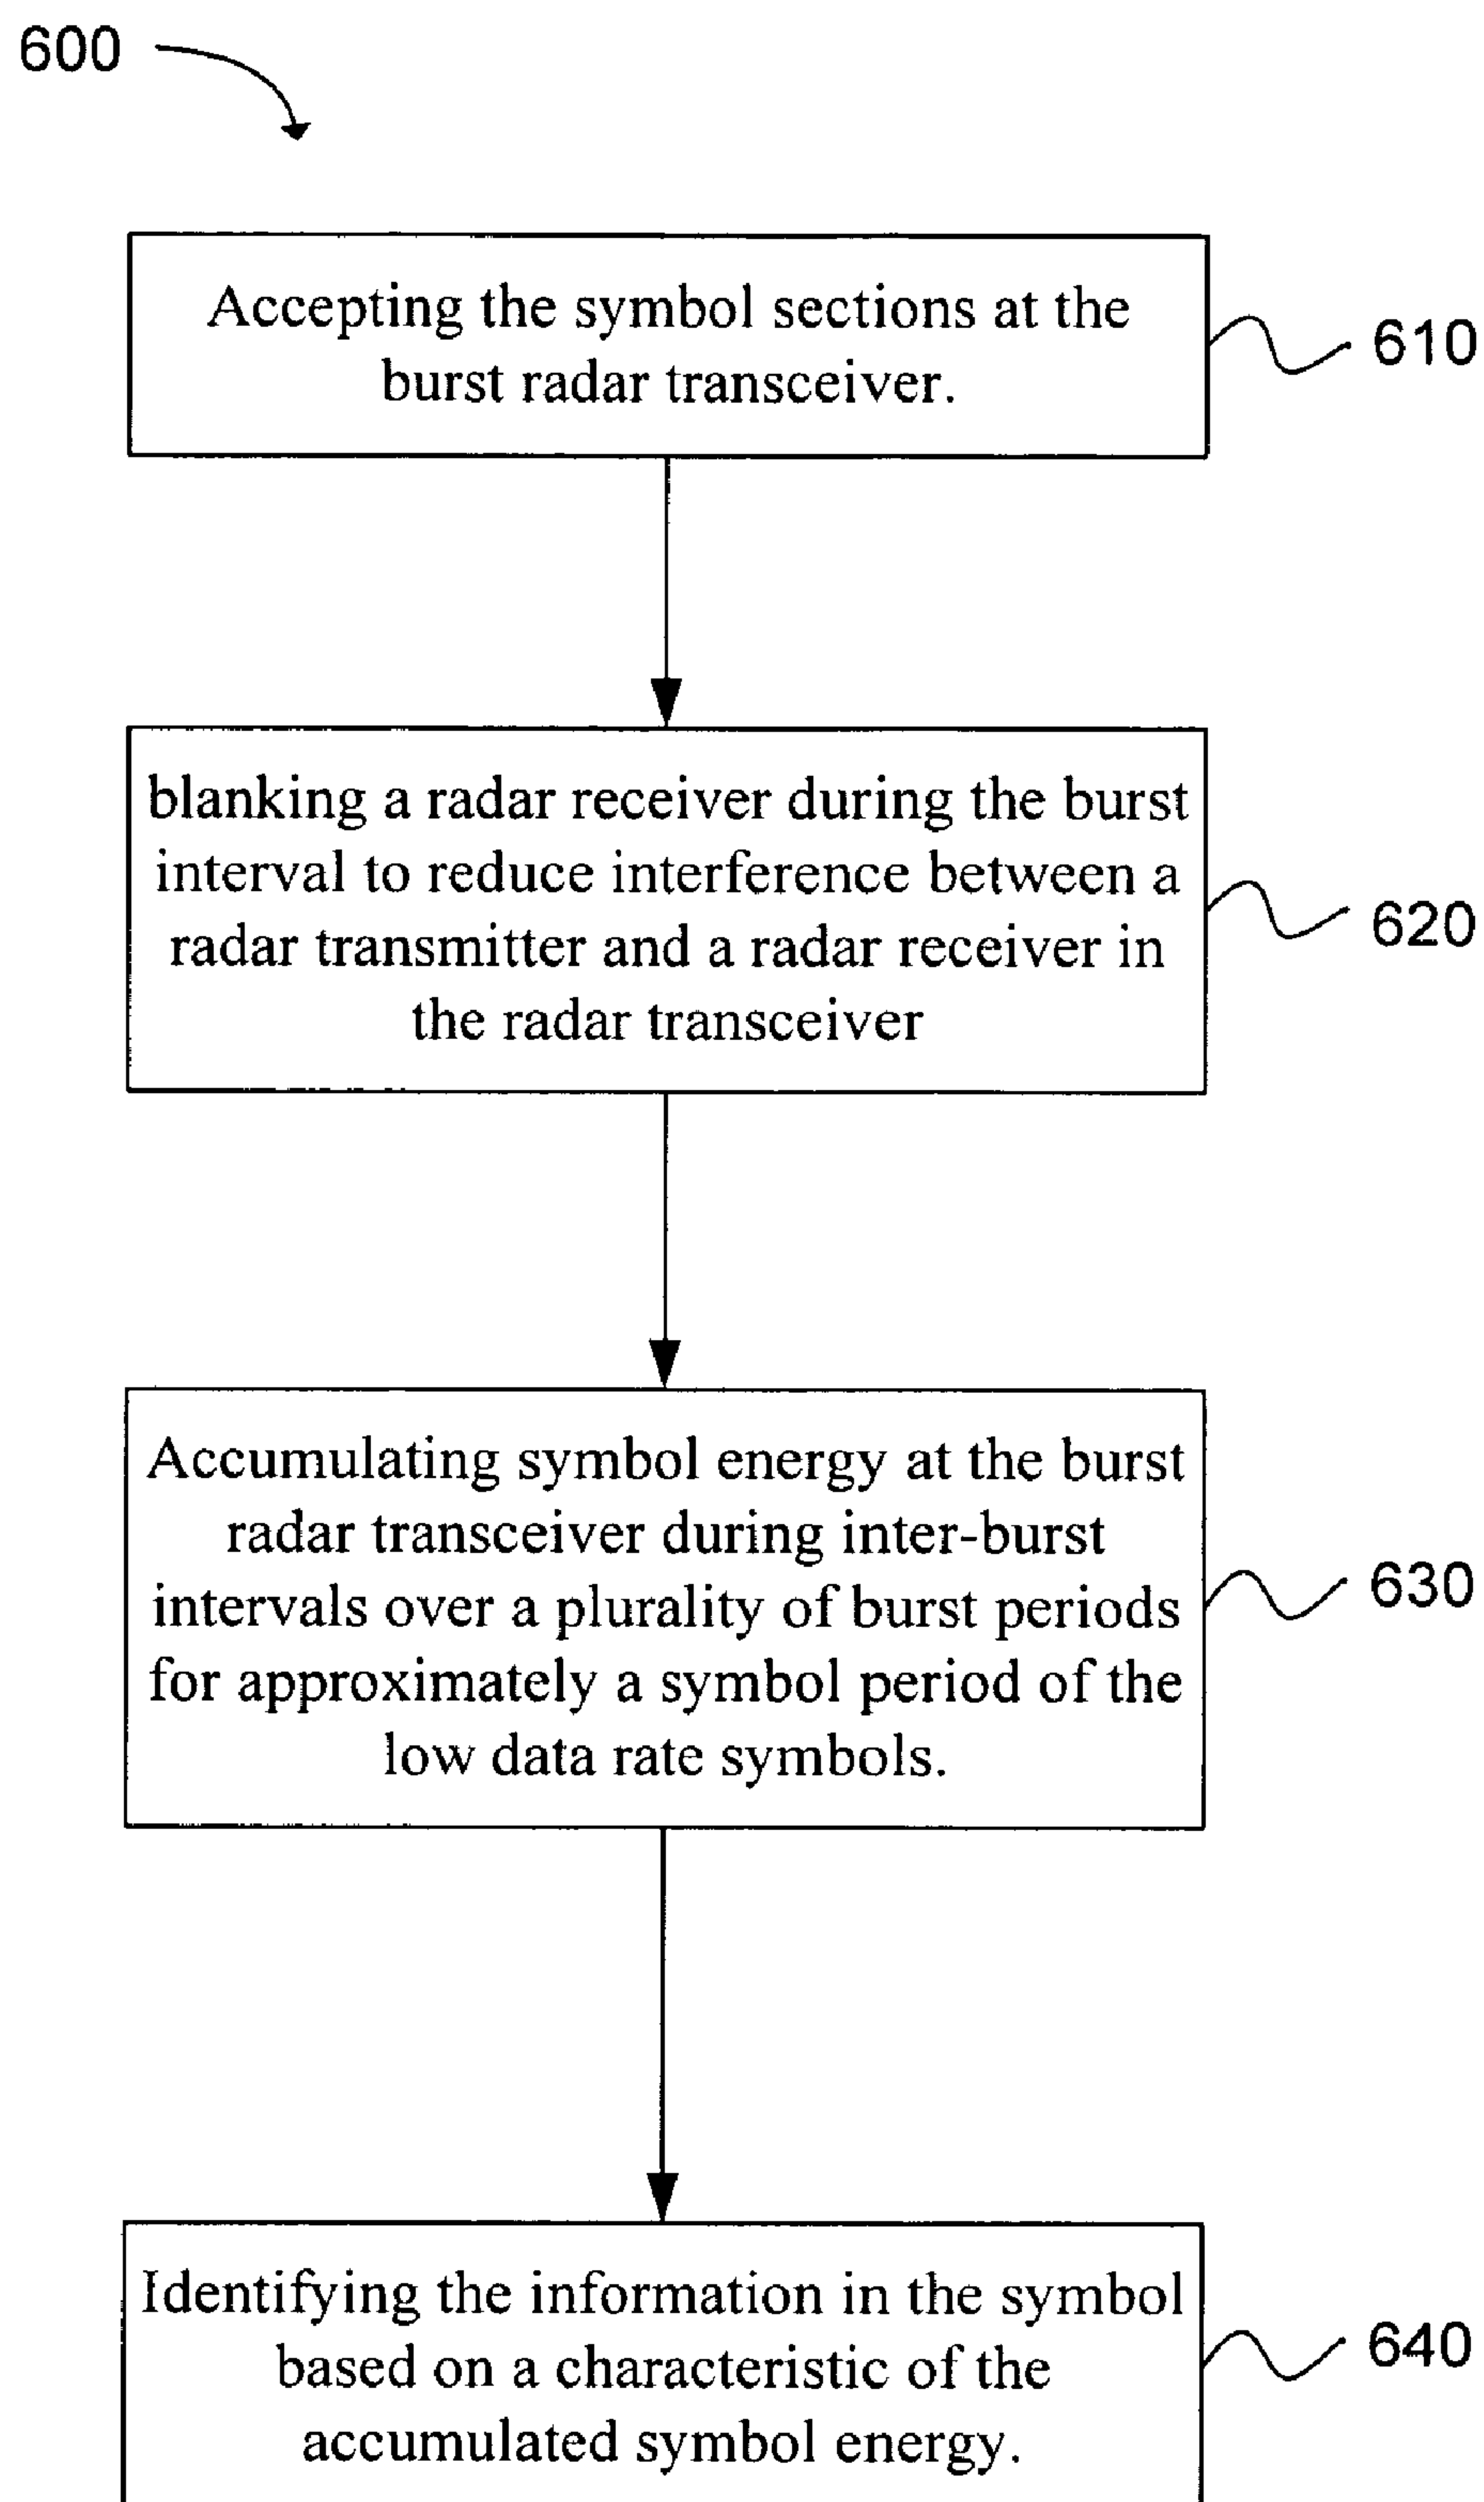 600
Accepting the symbol sections at the
burst radar transceiver.
610
blanking a radar receiver during the burst
interval to reduce interference between a
radar transmitter and a radar receiver in
the radar transceiver
620
Accumulating symbol energy at the burst
radar transceiver during inter-burst
intervals over a plurality of burst periods
for approximately a symbol period of the
low data rate symbols.
630
Identifying the information in the symbol
based on a characteristic of the
accumulated symbol energy.
640